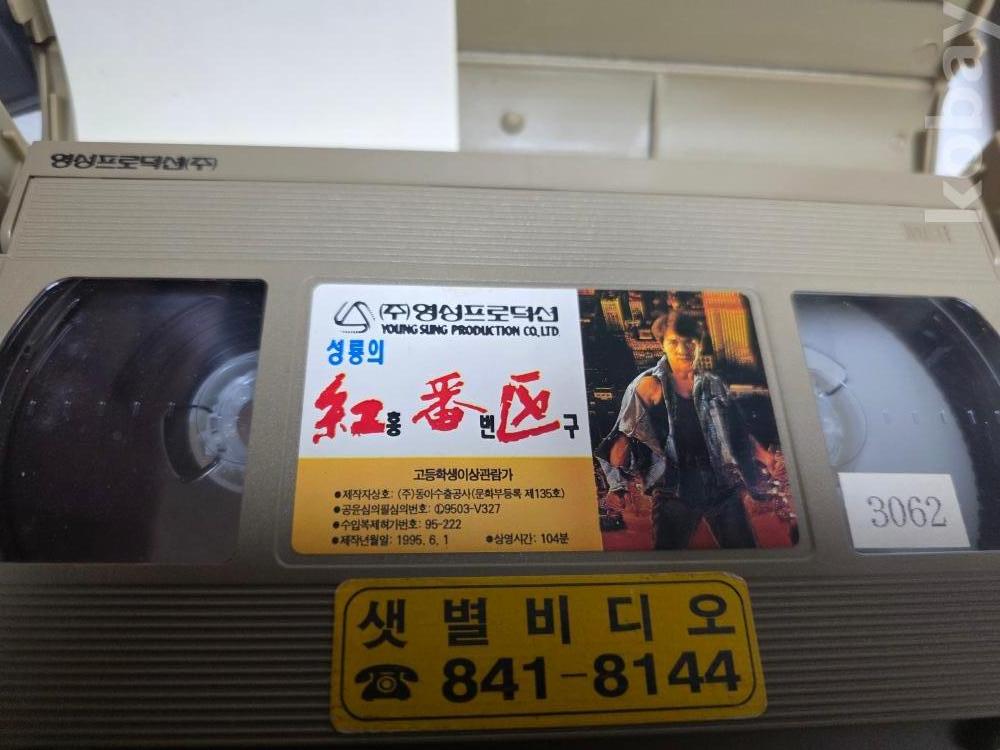 영성프로덕션(주)
(주)영성프로덕션
YOUNG SUNG PRODUCTION CO., LTD
성룡의
紅홍 番번 區구
고등학생이상관람가
●제작자상호: (주)동아수출공사(문화부등록 제135호)
●공윤심의필심의번호: ①9503-V327
●수입복제허가번호: 95-222
●제작년월일: 1995. 6. 1 ●상영시간: 104분
3062
샛별비디오
☎ 841-8144
kobay